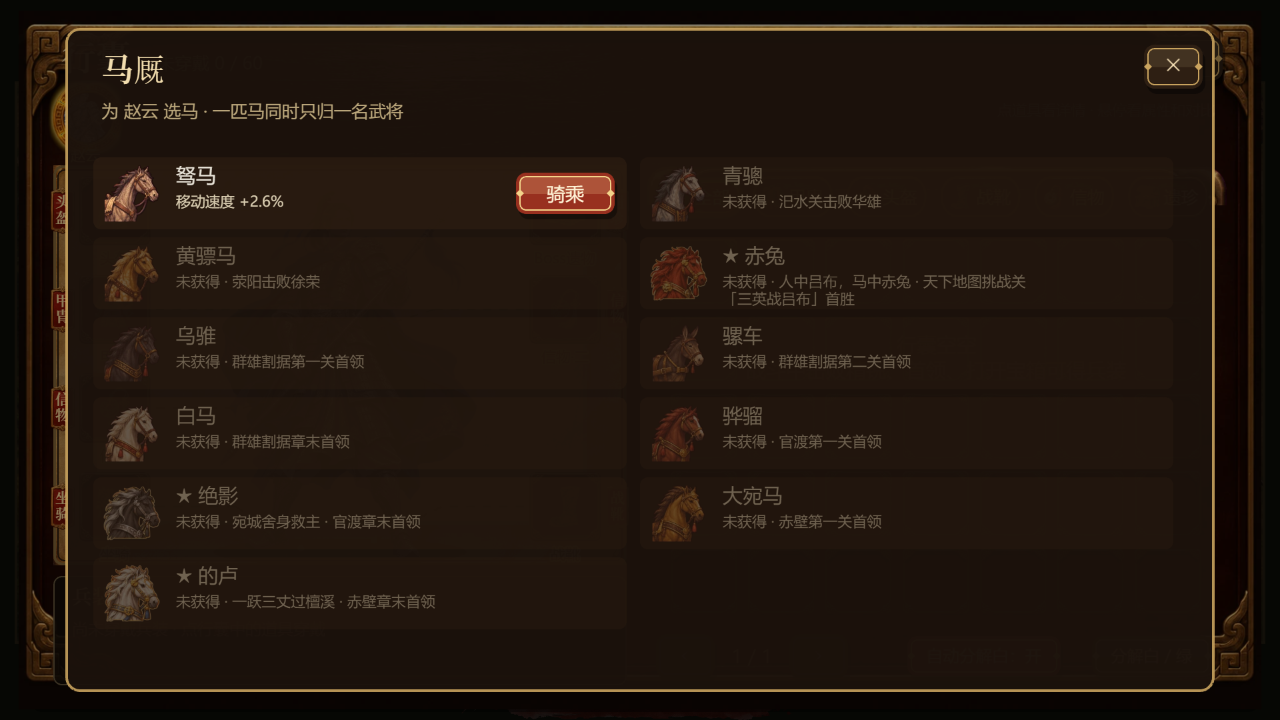 马厩
为 赵云 选马 · 一匹马同时只归一名武将
驽马
移动速度 +2.6%
骑乘
青骢
未获得 · 汜水关击败华雄
黄骠马
未获得 · 荥阳击败徐荣
★ 赤兔
未获得 · 人中吕布，马中赤兔 · 天下地图挑战关
「三英战吕布」首胜
乌骓
未获得 · 群雄割据第一关首领
骡车
未获得 · 群雄割据第二关首领
白马
未获得 · 群雄割据章末首领
骅骝
未获得 · 官渡第一关首领
★ 绝影
未获得 · 宛城舍身救主 · 官渡章末首领
大宛马
未获得 · 赤壁第一关首领
★ 的卢
未获得 · 一跃三丈过檀溪 · 赤壁章末首领